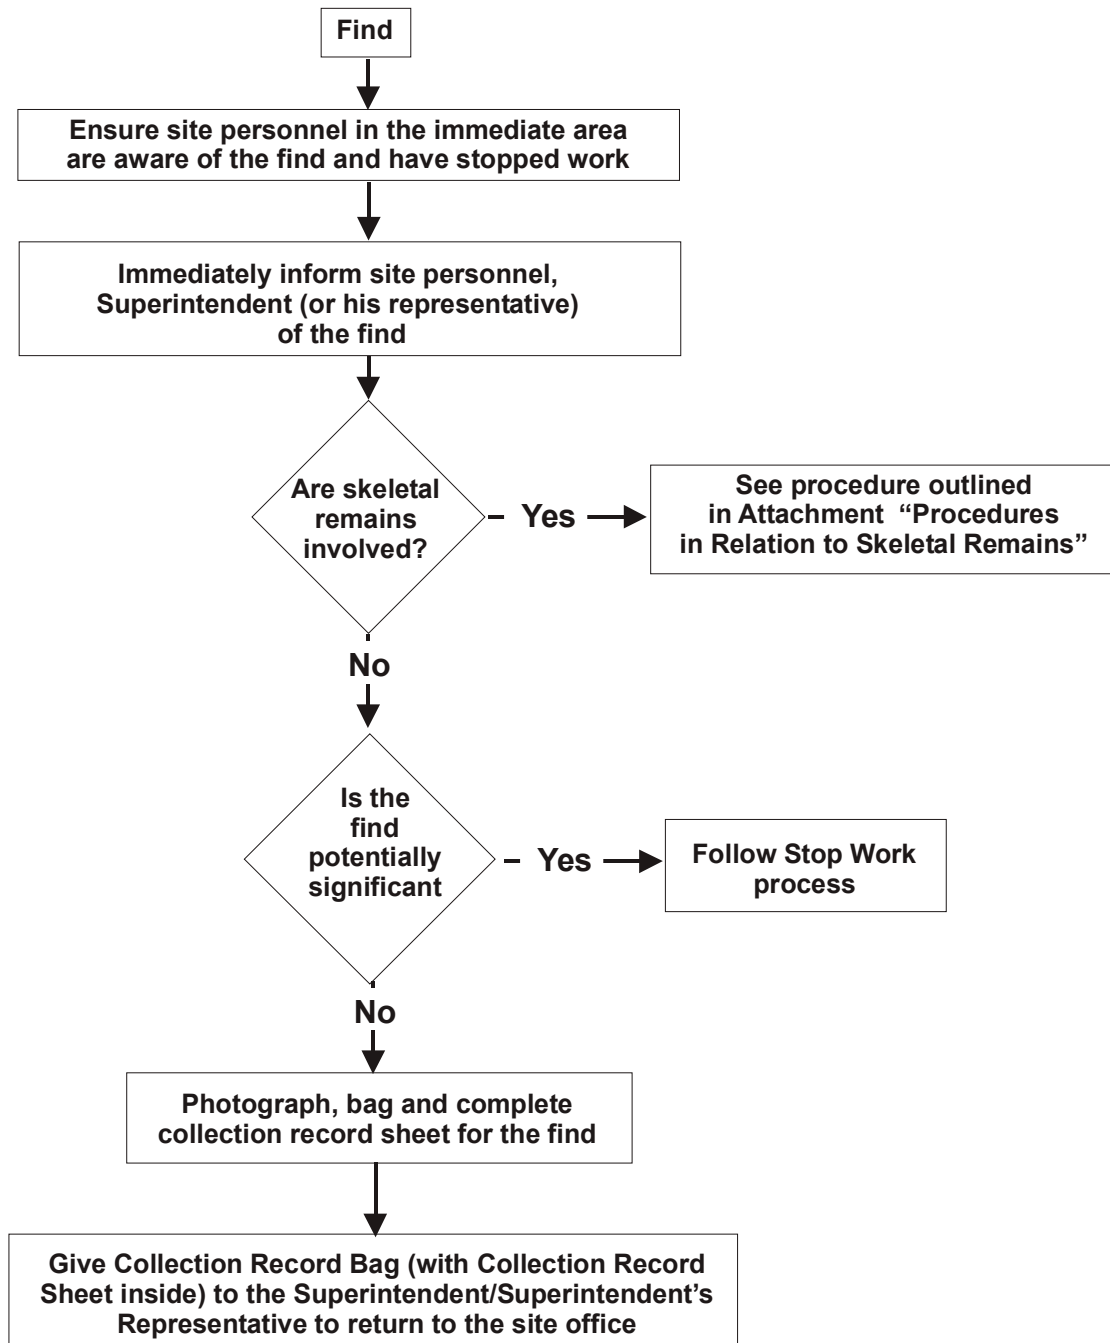 Find
Ensure site personnel in the immediate area
are aware of the find and have stopped work
Immediately inform site personnel,
Superintendent (or his representative)
of the find
Are skeletal
remains
involved?
Yes
See procedure outlined
in Attachment “Procedures
in Relation to Skeletal Remains”
No
Is the
find
potentially
significant
Yes
Follow Stop Work
process
No
Photograph, bag and complete
collection record sheet for the find
Give Collection Record Bag (with Collection Record
Sheet inside) to the Superintendent/Superintendent’s
Representative to return to the site office